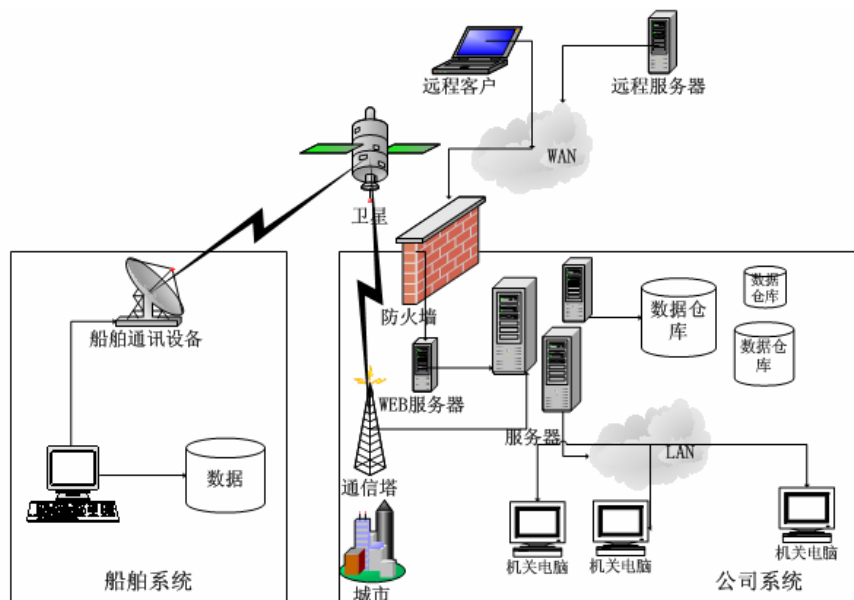 远程客户
远程服务器
WAN
卫星
船舶通讯设备
防火墙
数据仓
库
数据
仓库
数据仓
库
WEB服务器
服务器
LAN
数据
通信塔
机关电脑
机关电脑
机关电脑
城市
船舶系统
公司系统